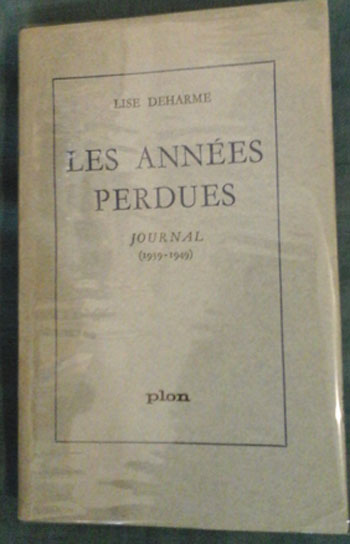 LISE DEHARME
LES ANNÉES
PERDUES
JOURNAL
(1939-1949)
plon